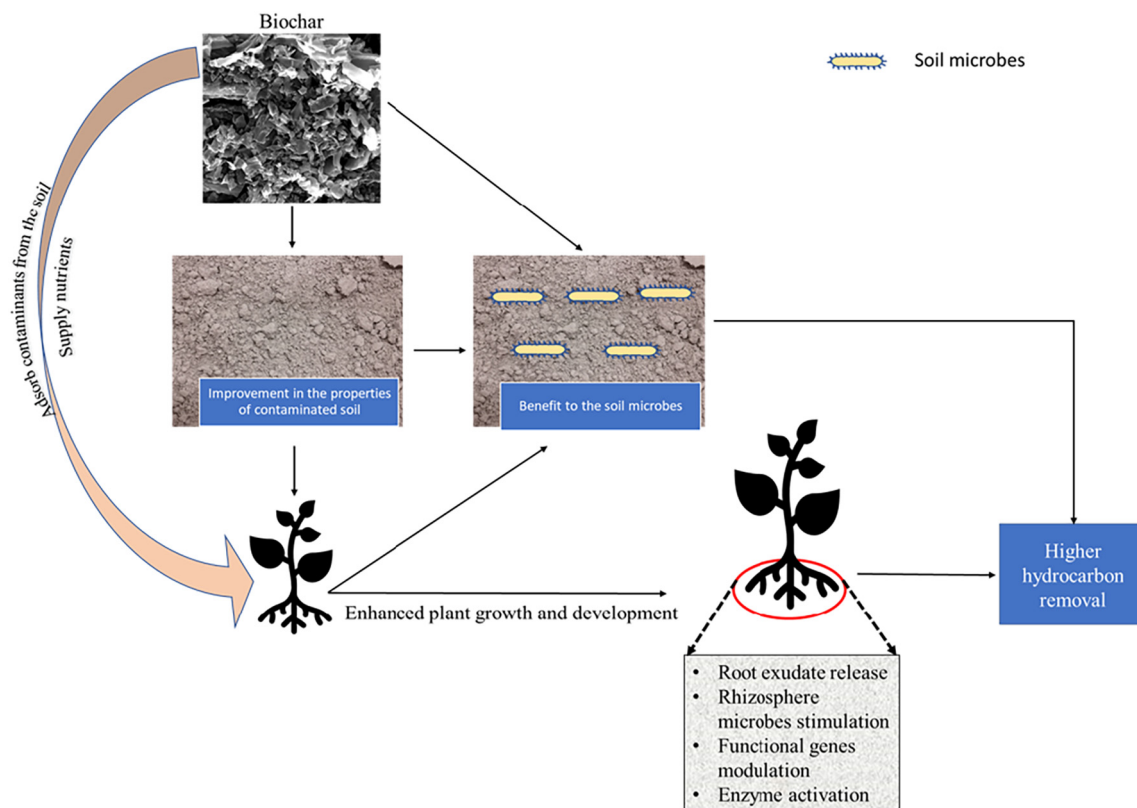 Biochar
Soil microbes
Adsorb contaminants from the soil
Supply nutrients
Improvement in the properties
of contaminated soil
Benefit to the soil microbes
Enhanced plant growth and development
Higher
hydrocarbon
removal
• Root exudate release
• Rhizosphere
microbes stimulation
• Functional genes
modulation
• Enzyme activation